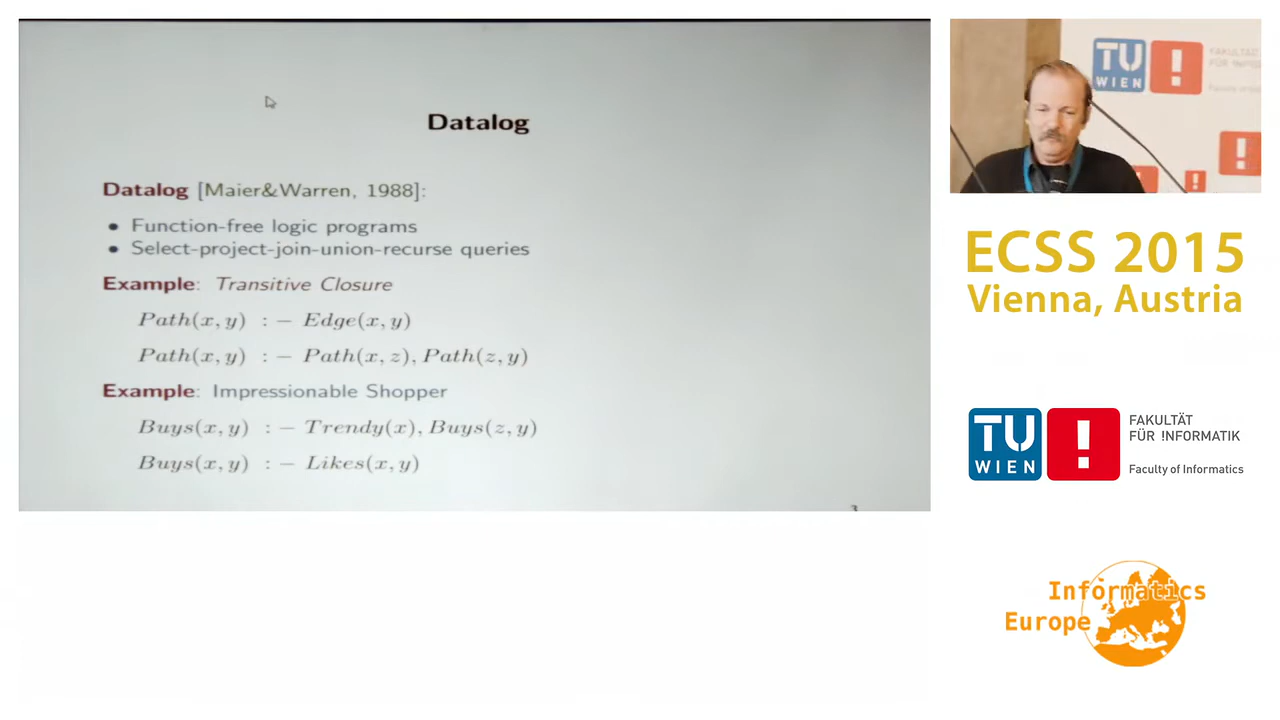 Datalog
Datalog [Maier&Warren, 1988]:
• Function-free logic programs
• Select-project-join-union-recurse queries
Example: Transitive Closure
Path(x, y) : − Edge(x, y)
Path(x, y) : − Path(x, z), Path(z, y)
Example: Impressionable Shopper
Buys(x, y) : − Trendy(x), Buys(z, y)
Buys(x, y) : − Likes(x, y)
3
TU
WIEN
!
FAKULTÄT
FÜR !NFORMATIK
ECSS 2015
Vienna, Austria
TU
WIEN
!
FAKULTÄT
FÜR !NFORMATIK
Faculty of Informatics
Informatics
Europe